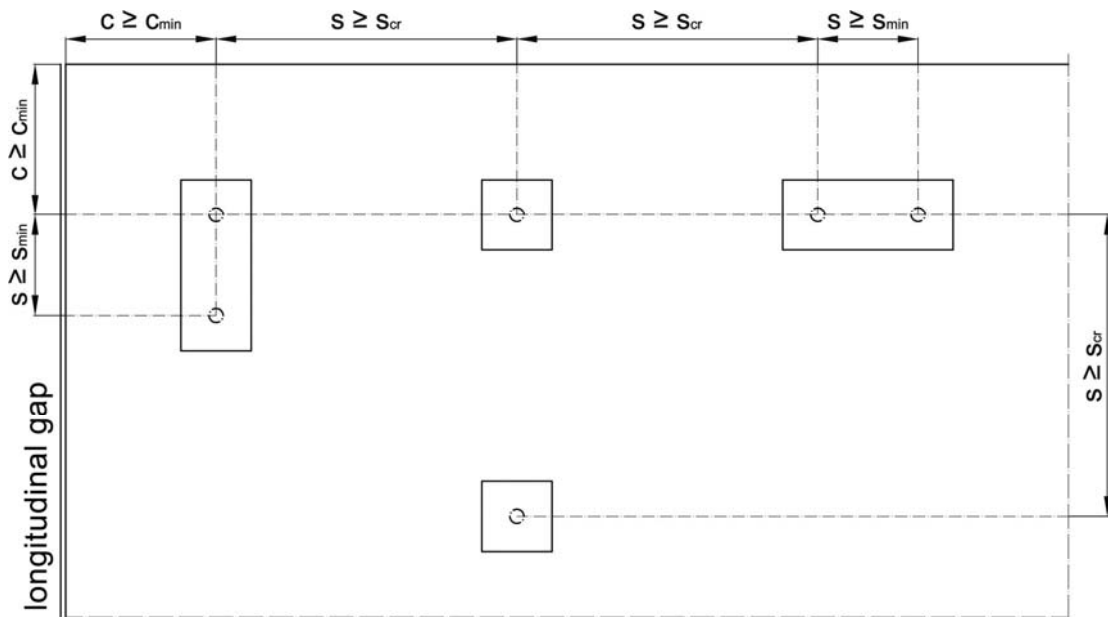 c ≥ cmin
s ≥ scr
s ≥ scr
s ≥ smin
c ≥ cmin
s ≥ smin
s ≥ scr
longitudinal gap